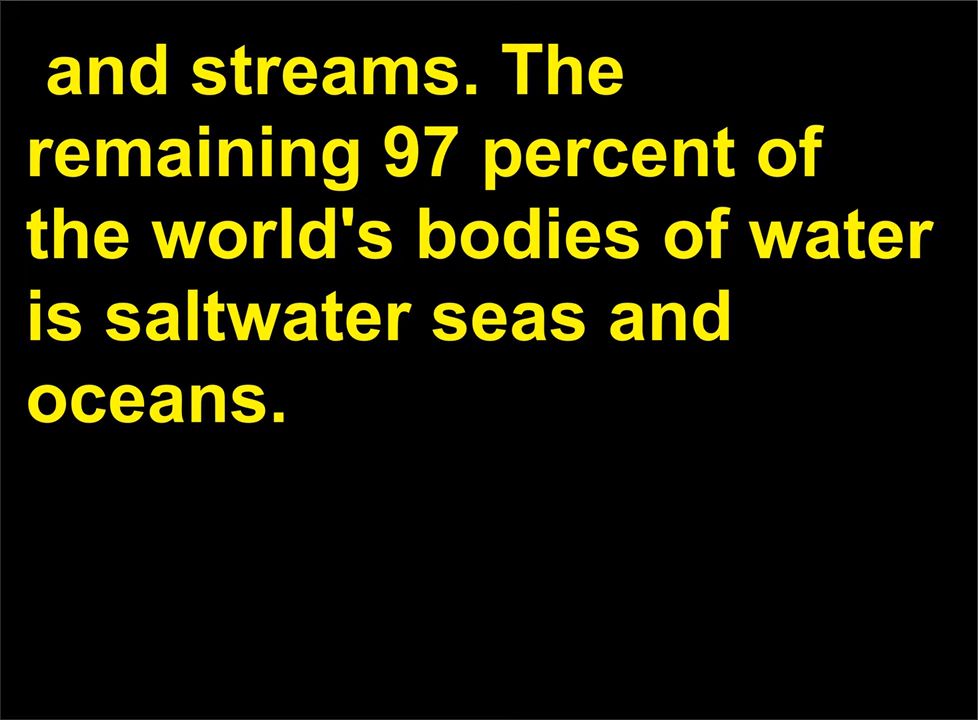 and streams. The
remaining 97 percent of
the world's bodies of water
is saltwater seas and
oceans.